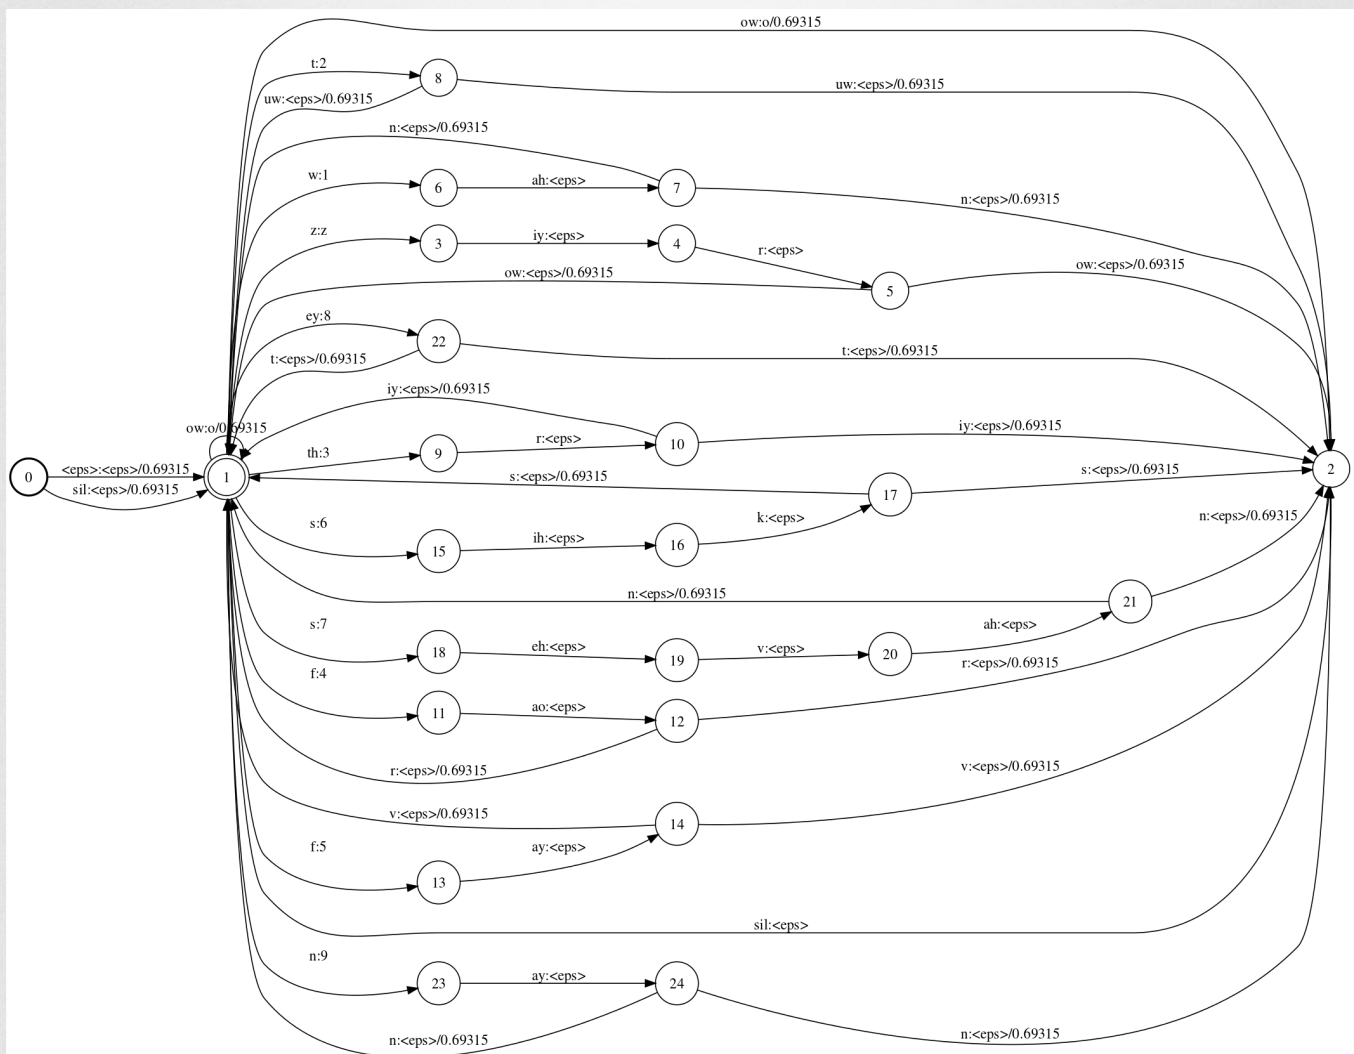 ow:o/0.69315
t:2
8
uw:<eps>/0.69315
uw:<eps>/0.69315
n:<eps>/0.69315
w:1
6
ah:<eps>
7
n:<eps>/0.69315
z:z
3
iy:<eps>
4
r:<eps>
ow:<eps>/0.69315
5
ow:<eps>/0.69315
ey:8
22
t:<eps>/0.69315
t:<eps>/0.69315
iy:<eps>/0.69315
ow:o/0.69315
th:3
9
r:<eps>
10
iy:<eps>/0.69315
0
<eps>:<eps>/0.69315
sil:<eps>/0.69315
1
s:<eps>/0.69315
17
s:<eps>/0.69315
2
s:6
15
ih:<eps>
16
k:<eps>
n:<eps>/0.69315
n:<eps>/0.69315
21
s:7
18
eh:<eps>
19
v:<eps>
20
ah:<eps>
f:4
11
ao:<eps>
12
r:<eps>/0.69315
r:<eps>/0.69315
v:<eps>/0.69315
14
v:<eps>/0.69315
f:5
13
ay:<eps>
sil:<eps>
n:9
23
ay:<eps>
24
n:<eps>/0.69315
n:<eps>/0.69315